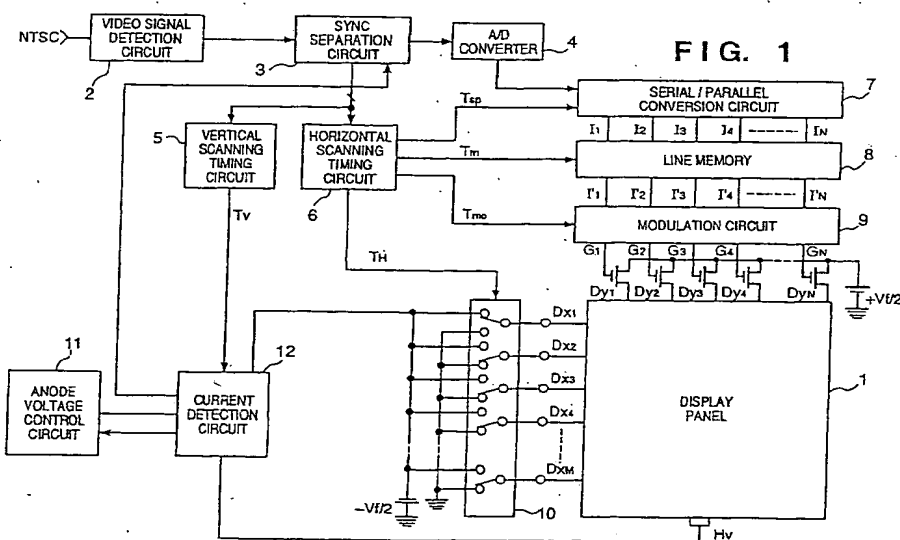 FIG. 1
NTSC
VIDEO SIGNAL
DETECTION
CIRCUIT
2
SYNC
SEPARATION
CIRCUIT
3
A/D
CONVERTER
4
SERIAL / PARALLEL
CONVERSION CIRCUIT
7
Tsp
I1 I2 I3 I4 IN
5
VERTICAL
SCANNING
TIMING
CIRCUIT
HORIZONTAL
SCANNING
TIMING
CIRCUIT
6
Tm
LINE MEMORY
8
I'1 I'2 I'3 I'4 I'N
Tmo
MODULATION CIRCUIT
9
Tv
TH
G1 G2 G3 G4 GN
Dy1 Dy2 Dy3 Dy4 DyN
+Vf/2
11
ANODE
VOLTAGE
CONTROL
CIRCUIT
12
CURRENT
DETECTION
CIRCUIT
Dx1
Dx2
Dx3
Dx4
DxM
DISPLAY
PANEL
1
-Vf/2
10
Hv